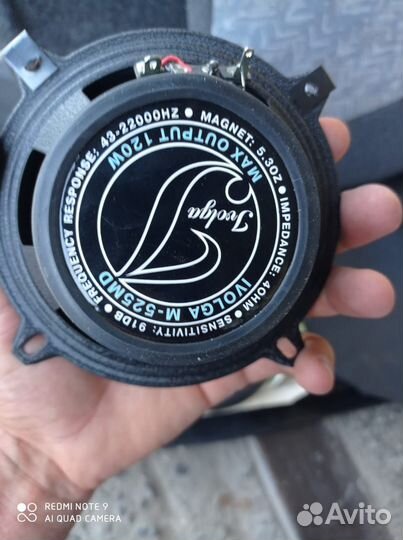 FREQUENCY RESPONSE: 43-22000HZ • MAGNET: 5.3OZ • IMPEDANCE: 4OHM • SENSITIVITY: 91DB •
MAX OUTPUT 120W
Ivolga
IVOLGA M-525MD
REDMI NOTE 9
AI QUAD CAMERA
Avito